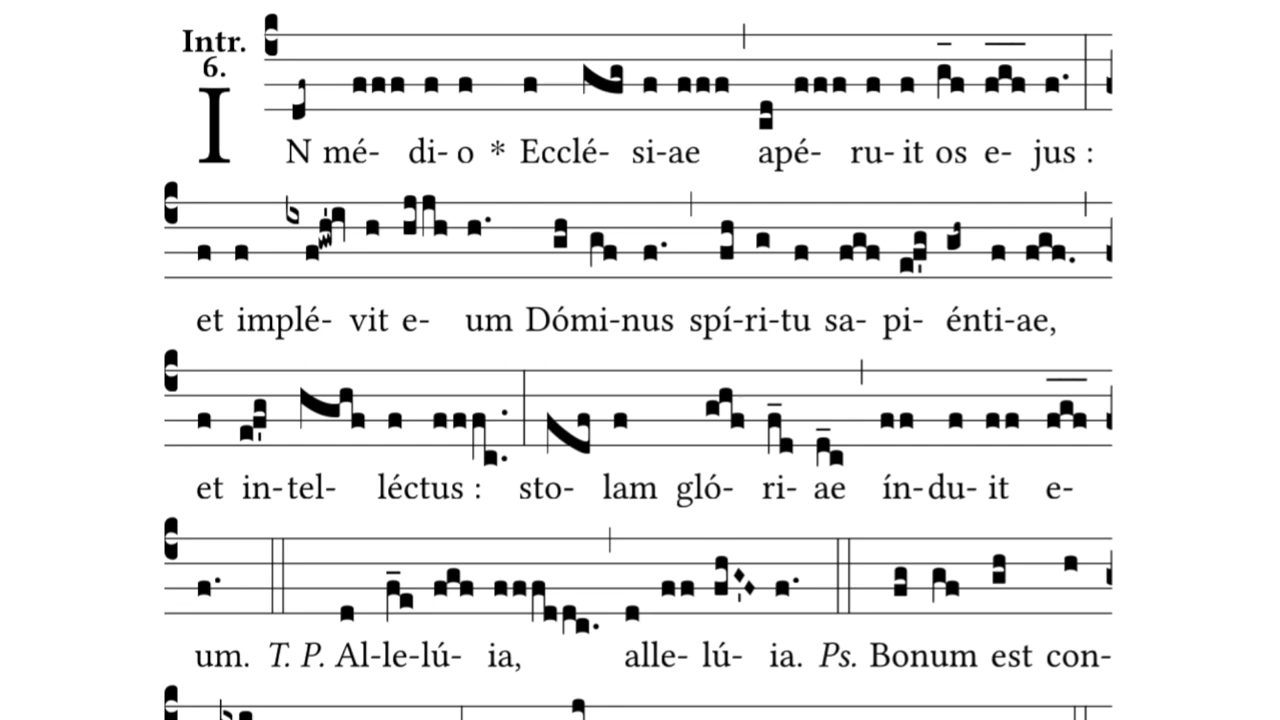 Intr.
6.
IN mé- di- o * Ecclé- si-ae apé- ru- it os e- jus :
et implé- vit e- um Dómi-nus spí-ri-tu sa- pi- énti-ae,
et in-tel- léctus : sto- lam gló- ri- ae ín-du- it e-
um. T. P. Al-le-lú- ia, alle- lú- ia. Ps. Bonum est con-